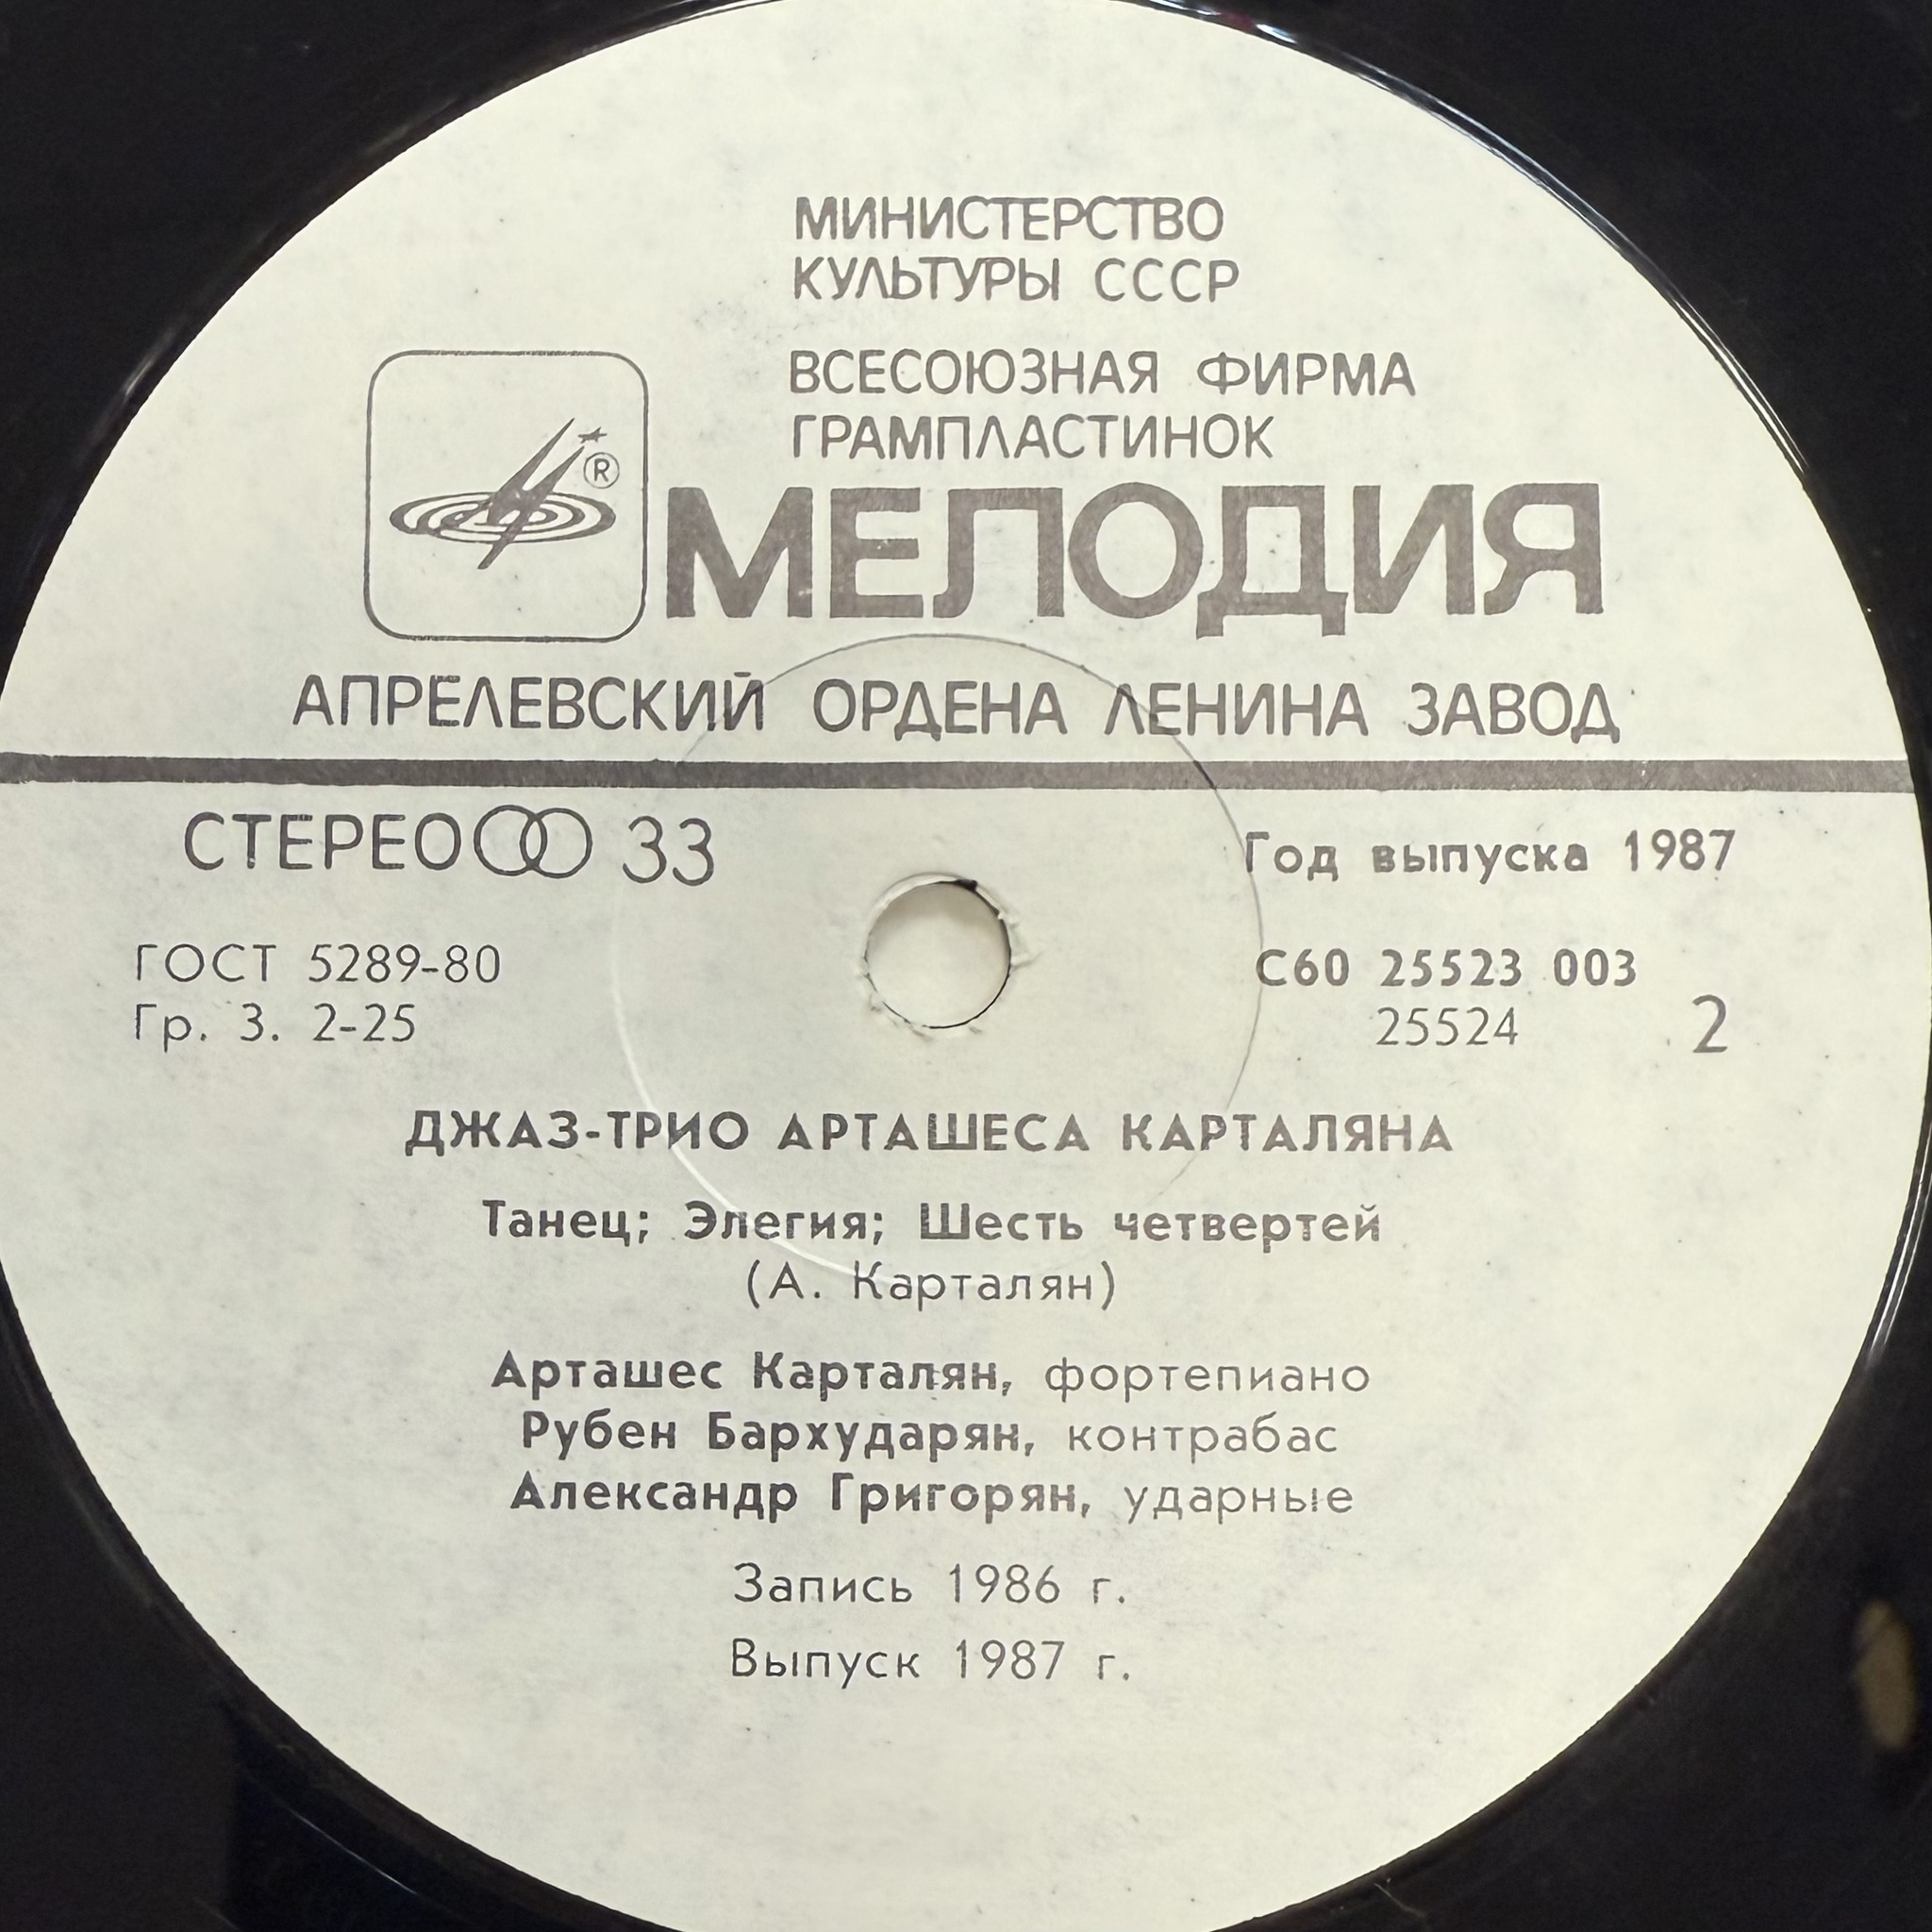 МИНИСТЕРСТВО
КУЛЬТУРЫ СССР
ВСЕСОЮЗНАЯ ФИРМА
ГРАМПЛАСТИНОК
®
МЕЛОДИЯ
АПРЕЛЕВСКИЙ ОРДЕНА ЛЕНИНА ЗАВОД
СТЕРЕО 33
Год выпуска 1987
ГОСТ 5289-80
Гр. 3. 2-25
С60 25523 003
25524
2
ДЖАЗ-ТРИО АРТАШЕСА КАРТАЛЯНА
Танец; Элегия; Шесть четвертей
(А. Карталян)
Арташес Карталян, фортепиано
Рубен Бархударян, контрабас
Александр Григорян, ударные
Запись 1986 г.
Выпуск 1987 г.